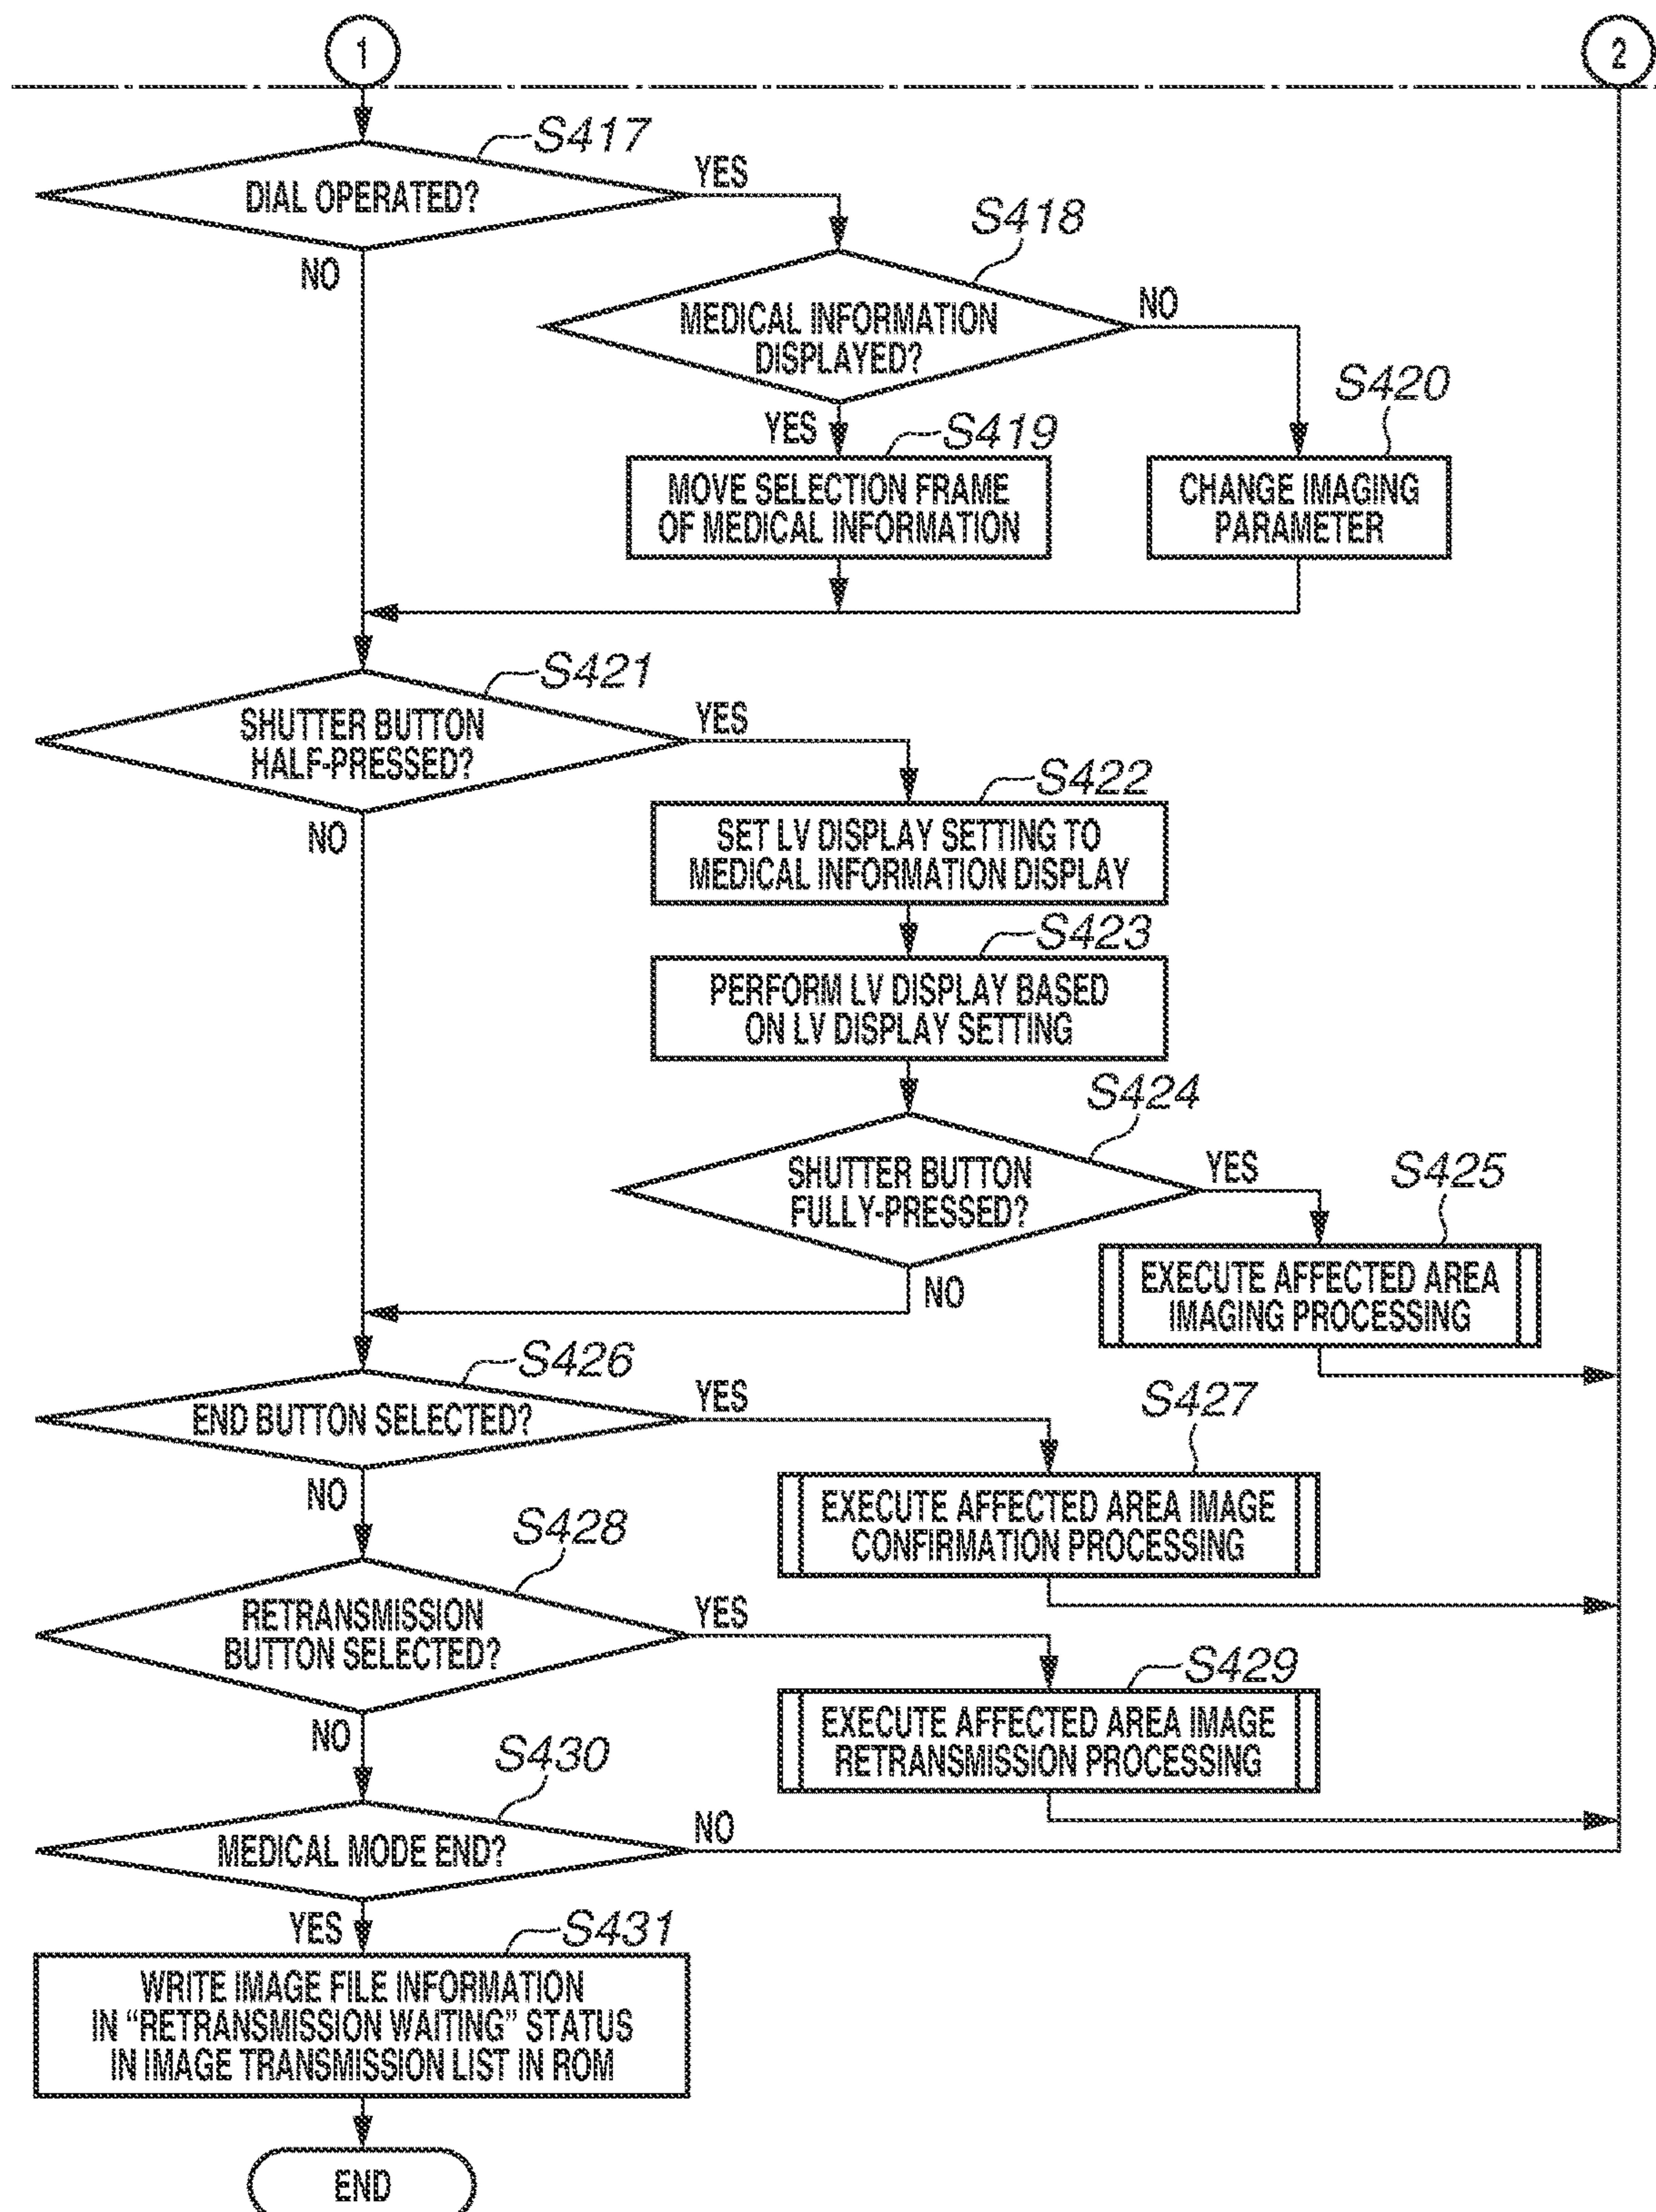 1
2
S417
DIAL OPERATED?
YES
NO
S418
MEDICAL INFORMATION
DISPLAYED?
NO
YES
S419
MOVE SELECTION FRAME
OF MEDICAL INFORMATION
S420
CHANGE IMAGING
PARAMETER
S421
SHUTTER BUTTON
HALF-PRESSED?
YES
NO
S422
SET LV DISPLAY SETTING TO
MEDICAL INFORMATION DISPLAY
S423
PERFORM LV DISPLAY BASED
ON LV DISPLAY SETTING
S424
SHUTTER BUTTON
FULLY-PRESSED?
YES
NO
S425
EXECUTE AFFECTED AREA
IMAGING PROCESSING
S426
END BUTTON SELECTED?
YES
NO
S427
EXECUTE AFFECTED AREA IMAGE
CONFIRMATION PROCESSING
S428
RETRANSMISSION
BUTTON SELECTED?
YES
NO
S429
EXECUTE AFFECTED AREA IMAGE
RETRANSMISSION PROCESSING
S430
MEDICAL MODE END?
NO
YES
S431
WRITE IMAGE FILE INFORMATION
IN “RETRANSMISSION WAITING” STATUS
IN IMAGE TRANSMISSION LIST IN ROM
END